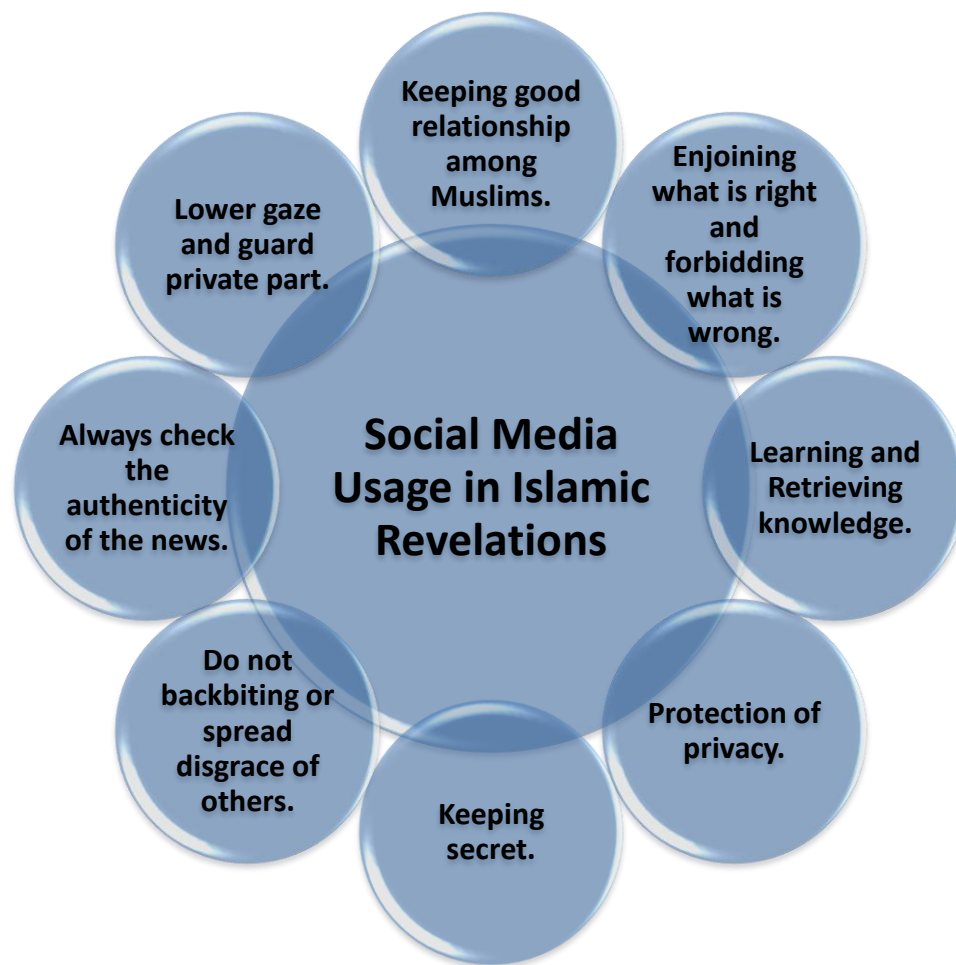 Keeping good
relationship
among
Muslims.
Enjoining
what is right
and
forbidding
what is
wrong.
Learning and
Retrieving
knowledge.
Protection of
privacy.
Keeping
secret.
Do not
backbiting or
spread
disgrace of
others.
Always check
the
authenticity
of the news.
Lower gaze
and guard
private part.
Social Media
Usage in Islamic
Revelations